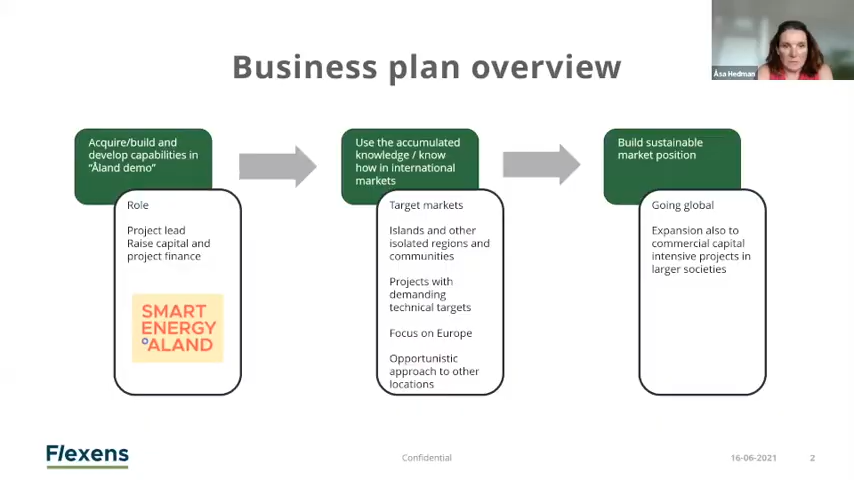 Business plan overview
Åsa Hedman
Acquire/build and
develop capabilities in
“Åland demo”
Role
Project lead
Raise capital and
project finance
SMART
ENERGY
ÅLAND
Use the accumulated
knowledge / know
how in international
markets
Target markets
Islands and other
isolated regions and
communities
Projects with
demanding
technical targets
Focus on Europe
Opportunistic
approach to other
locations
Build sustainable
market position
Going global
Expansion also to
commercial capital
intensive projects in
larger societies
Flexens
Confidential
16-06-2021
2